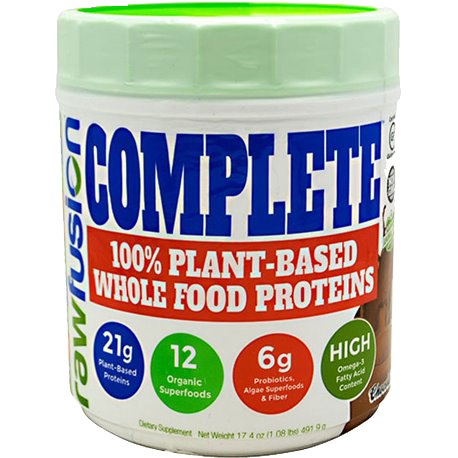 rawfusion
COMPLETE
100% PLANT-BASED
WHOLE FOOD PROTEINS
21g
Plant-Based
Proteins
12
Organic
Superfoods
6g
Probiotics,
Algae Superfoods
& Fiber
HIGH
Omega-3
Fatty Acid
Content
Dietary Supplement Net Weight 17.4 oz (1.08 lbs) 491.9 g